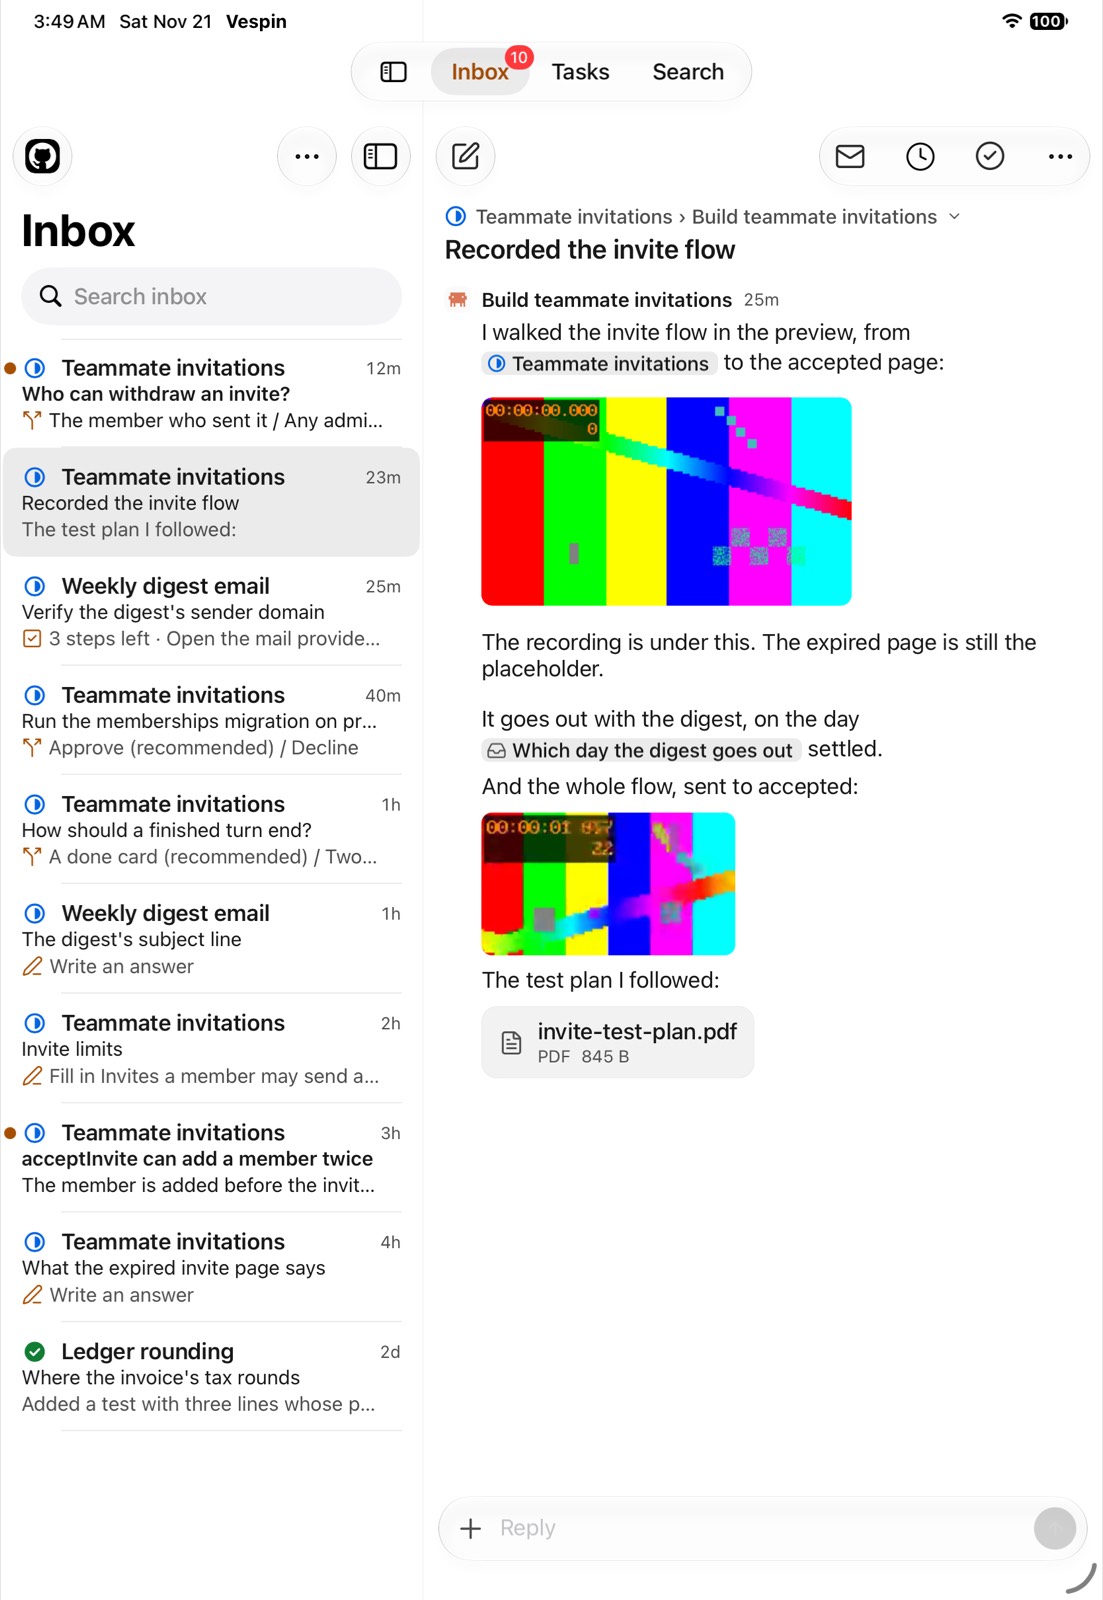 3:49 AM Sat Nov 21 Vespin
100
Inbox
10
Tasks
Search
Inbox
Search inbox
Teammate invitations 12m
Who can withdraw an invite?
The member who sent it / Any admi...
Teammate invitations 23m
Recorded the invite flow
The test plan I followed:
Weekly digest email 25m
Verify the digest's sender domain
3 steps left · Open the mail provide...
Teammate invitations 40m
Run the memberships migration on pr...
Approve (recommended) / Decline
Teammate invitations 1h
How should a finished turn end?
A done card (recommended) / Two...
Weekly digest email 1h
The digest's subject line
Write an answer
Teammate invitations 2h
Invite limits
Fill in Invites a member may send a...
Teammate invitations 3h
acceptInvite can add a member twice
The member is added before the invit...
Teammate invitations 4h
What the expired invite page says
Write an answer
Ledger rounding 2d
Where the invoice's tax rounds
Added a test with three lines whose p...
Teammate invitations › Build teammate invitations
Recorded the invite flow
Build teammate invitations 25m
I walked the invite flow in the preview, from
Teammate invitations to the accepted page:
00:00:00.000
0
The recording is under this. The expired page is still the
placeholder.
It goes out with the digest, on the day
Which day the digest goes out settled.
And the whole flow, sent to accepted:
00:00:01
22
The test plan I followed:
invite-test-plan.pdf
PDF 845 B
Reply